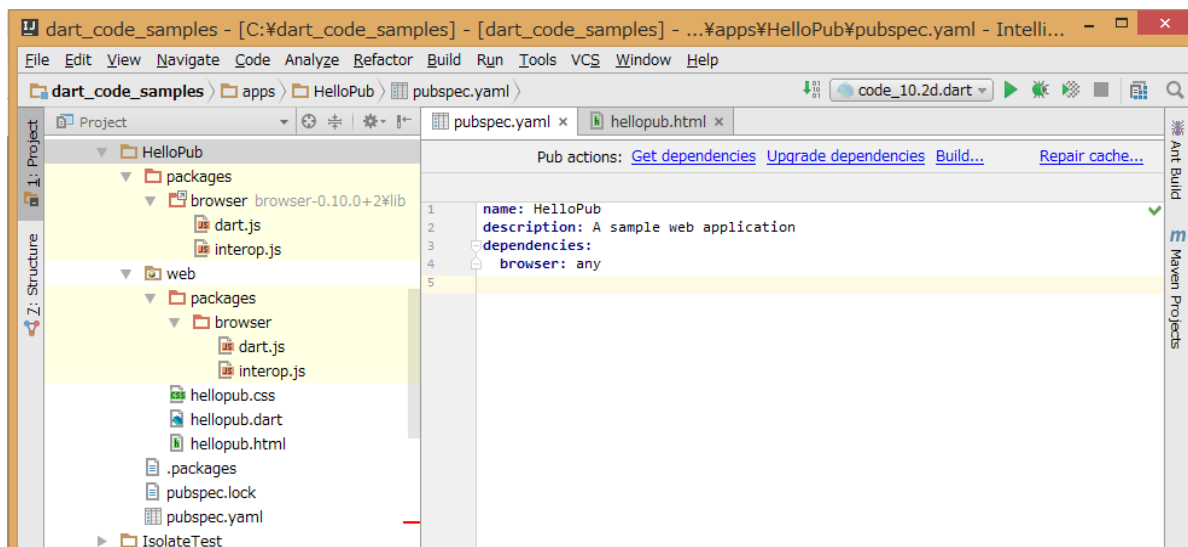 dart_code_samples - [C:¥dart_code_samples] - [dart_code_samples] - ...¥apps¥HelloPub¥pubspec.yaml - Intelli...
File Edit View Navigate Code Analyze Refactor Build Run Tools VCS Window Help
dart_code_samples apps HelloPub pubspec.yaml code_10.2d.dart
1: Project
7: Structure
Project
HelloPub
packages
browser browser-0.10.0+2¥lib
dart.js
interop.js
web
packages
browser
dart.js
interop.js
hellopub.css
hellopub.dart
hellopub.html
.packages
pubspec.lock
pubspec.yaml
IsolateTest
pubspec.yaml × hellopub.html ×
Pub actions: Get dependencies Upgrade dependencies Build... Repair cache...
1 name: HelloPub
2 description: A sample web application
3 dependencies:
4 browser: any
5
Ant Build
m Maven Projects